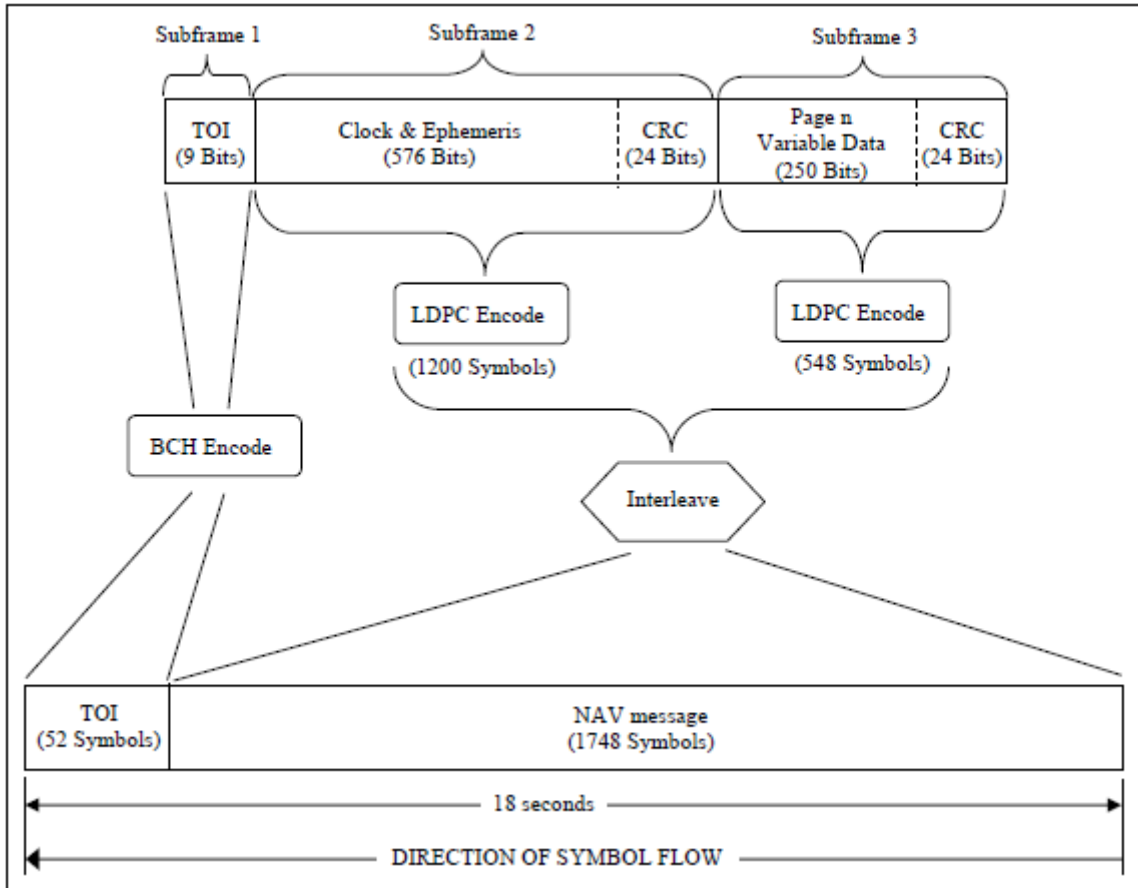 Subframe 1
Subframe 2
Subframe 3
TOI
(9 Bits)
Clock & Ephemeris
(576 Bits)
CRC
(24 Bits)
Page n
Variable Data
(250 Bits)
CRC
(24 Bits)
LDPC Encode
(1200 Symbols)
LDPC Encode
(548 Symbols)
BCH Encode
Interleave
TOI
(52 Symbols)
NAV message
(1748 Symbols)
18 seconds
DIRECTION OF SYMBOL FLOW